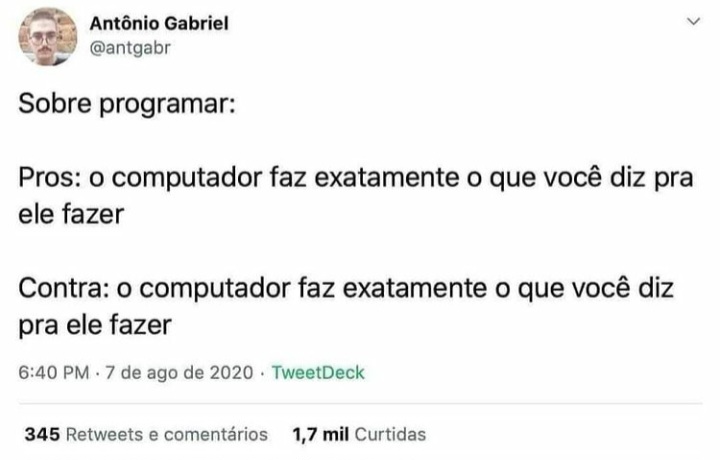 Antônio Gabriel
@antgabr
Sobre programar:
Pros: o computador faz exatamente o que você diz pra
ele fazer
Contra: o computador faz exatamente o que você diz
pra ele fazer
6:40 PM · 7 de ago de 2020 · TweetDeck
345 Retweets e comentários 1,7 mil Curtidas